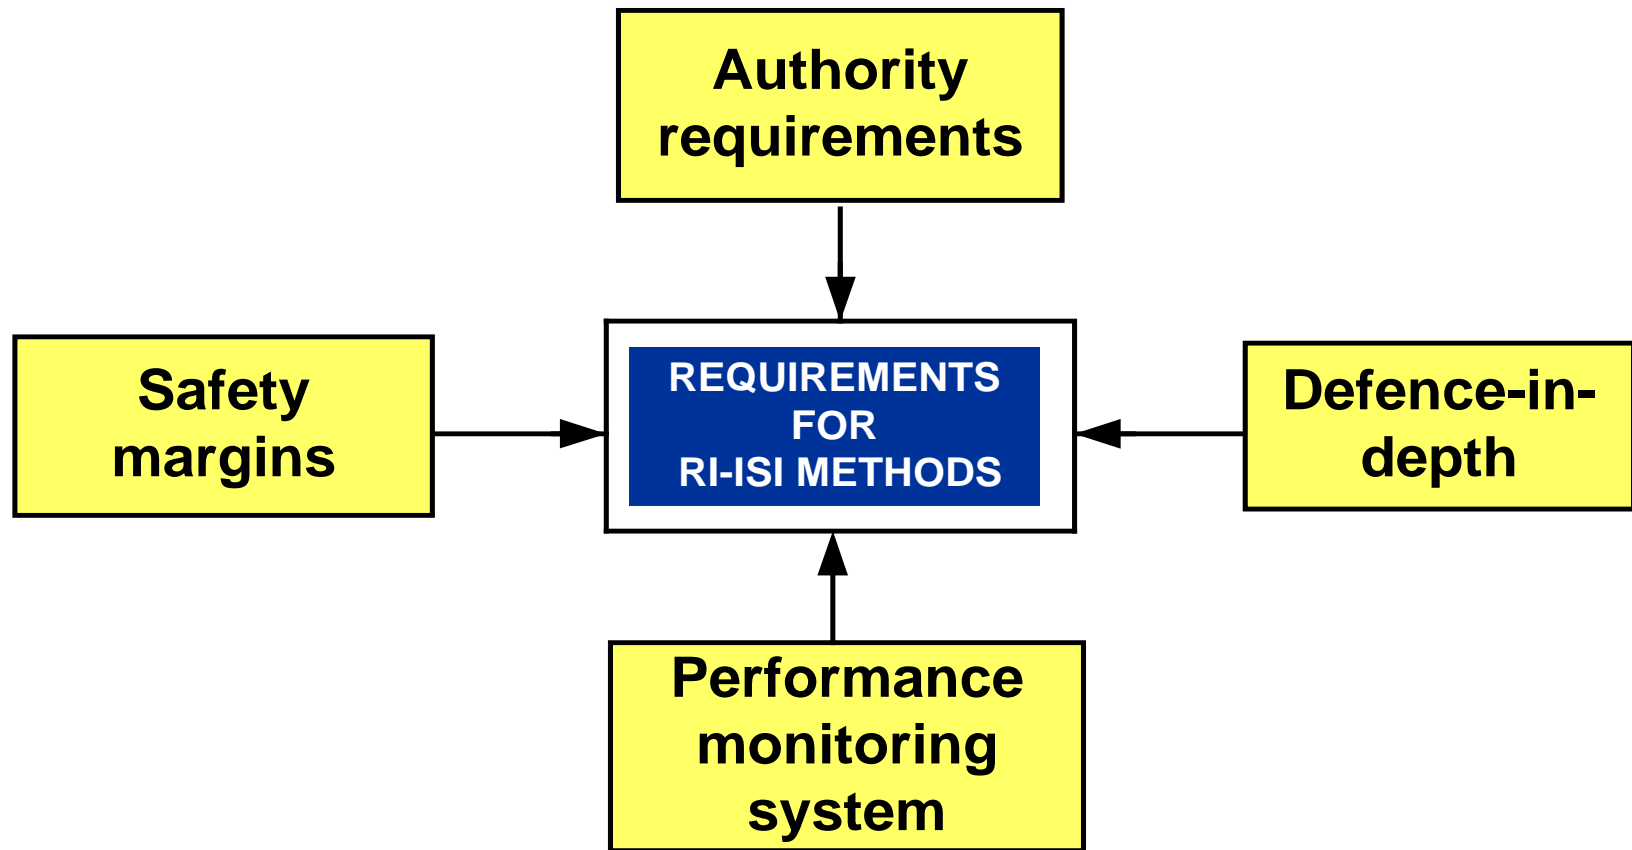 Authority
requirements
Safety
margins
REQUIREMENTS
FOR
RI-ISI METHODS
Defence-in-
depth
Performance
monitoring
system